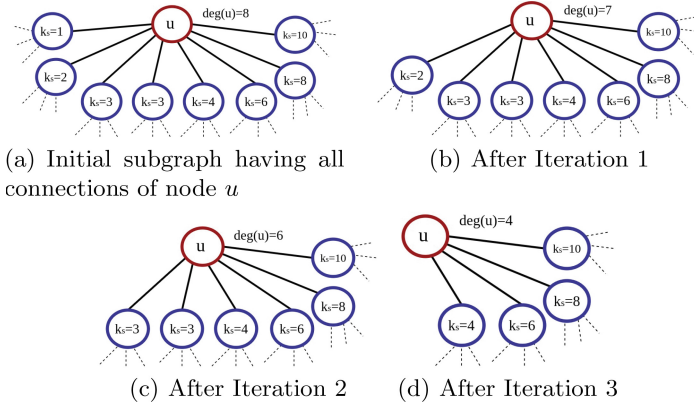 u
deg(u)=8
kₛ=1
kₛ=10
kₛ=2
kₛ=8
kₛ=3
kₛ=3
kₛ=4
kₛ=6
(a) Initial subgraph having all
connections of node u
u
deg(u)=7
kₛ=10
kₛ=2
kₛ=8
kₛ=3
kₛ=3
kₛ=4
kₛ=6
(b) After Iteration 1
u
deg(u)=6
kₛ=10
kₛ=8
kₛ=3
kₛ=3
kₛ=4
kₛ=6
(c) After Iteration 2
u
deg(u)=4
kₛ=10
kₛ=8
kₛ=4
kₛ=6
(d) After Iteration 3